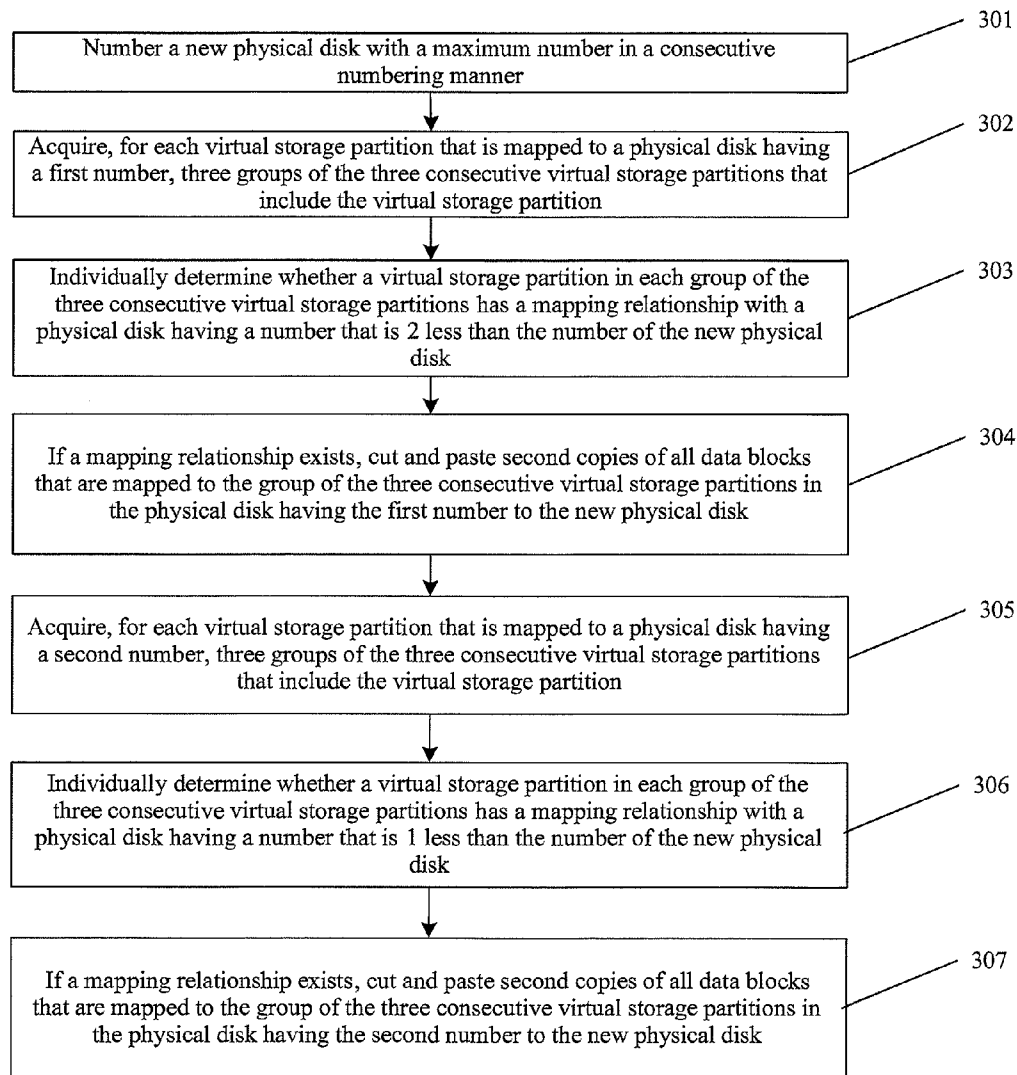 301
Number a new physical disk with a maximum number in a consecutive
numbering manner
302
Acquire, for each virtual storage partition that is mapped to a physical disk having
a first number, three groups of the three consecutive virtual storage partitions that
include the virtual storage partition
303
Individually determine whether a virtual storage partition in each group of the
three consecutive virtual storage partitions has a mapping relationship with a
physical disk having a number that is 2 less than the number of the new physical
disk
304
If a mapping relationship exists, cut and paste second copies of all data blocks
that are mapped to the group of the three consecutive virtual storage partitions in
the physical disk having the first number to the new physical disk
305
Acquire, for each virtual storage partition that is mapped to a physical disk having
a second number, three groups of the three consecutive virtual storage partitions
that include the virtual storage partition
306
Individually determine whether a virtual storage partition in each group of the
three consecutive virtual storage partitions has a mapping relationship with a
physical disk having a number that is 1 less than the number of the new physical
disk
307
If a mapping relationship exists, cut and paste second copies of all data blocks
that are mapped to the group of the three consecutive virtual storage partitions in
the physical disk having the second number to the new physical disk